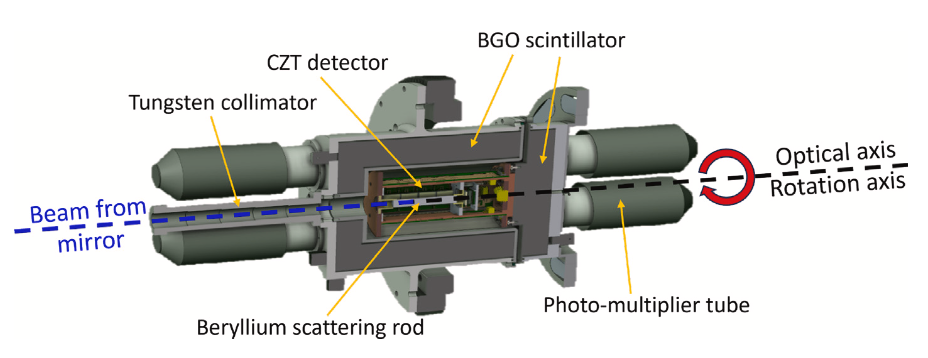 BGO scintillator
CZT detector
Tungsten collimator
Optical axis
Rotation axis
Beam from
mirror
Photo-multiplier tube
Beryllium scattering rod